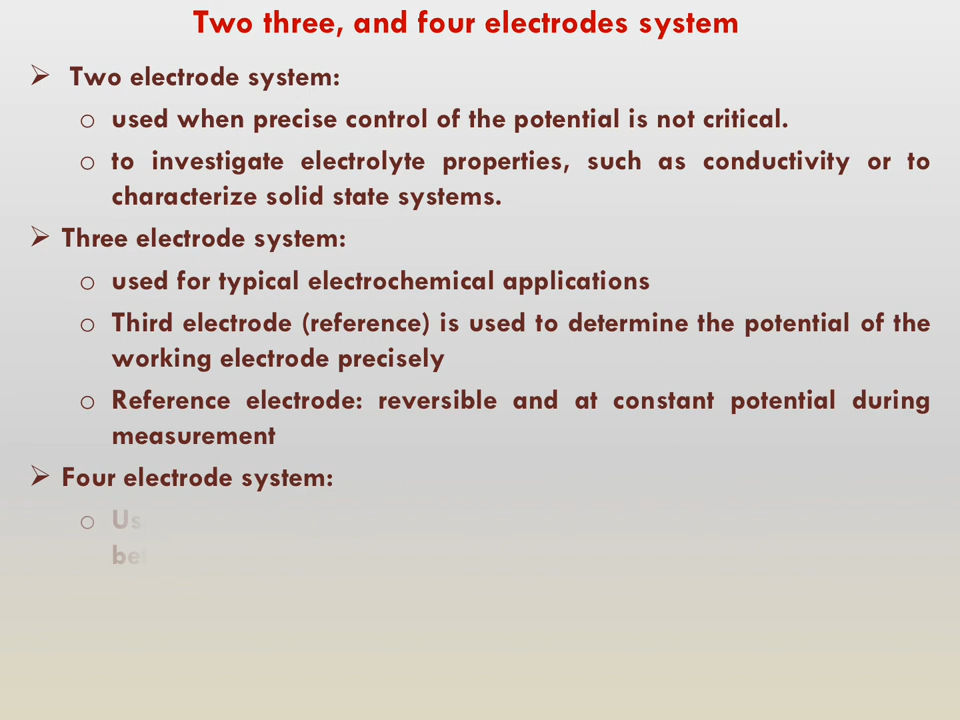 Two three, and four electrodes system
➢ Two electrode system:
o used when precise control of the potential is not critical.
o to investigate electrolyte properties, such as conductivity or to
characterize solid state systems.
➢ Three electrode system:
o used for typical electrochemical applications
o Third electrode (reference) is used to determine the potential of the
working electrode precisely
o Reference electrode: reversible and at constant potential during
measurement
➢ Four electrode system:
o